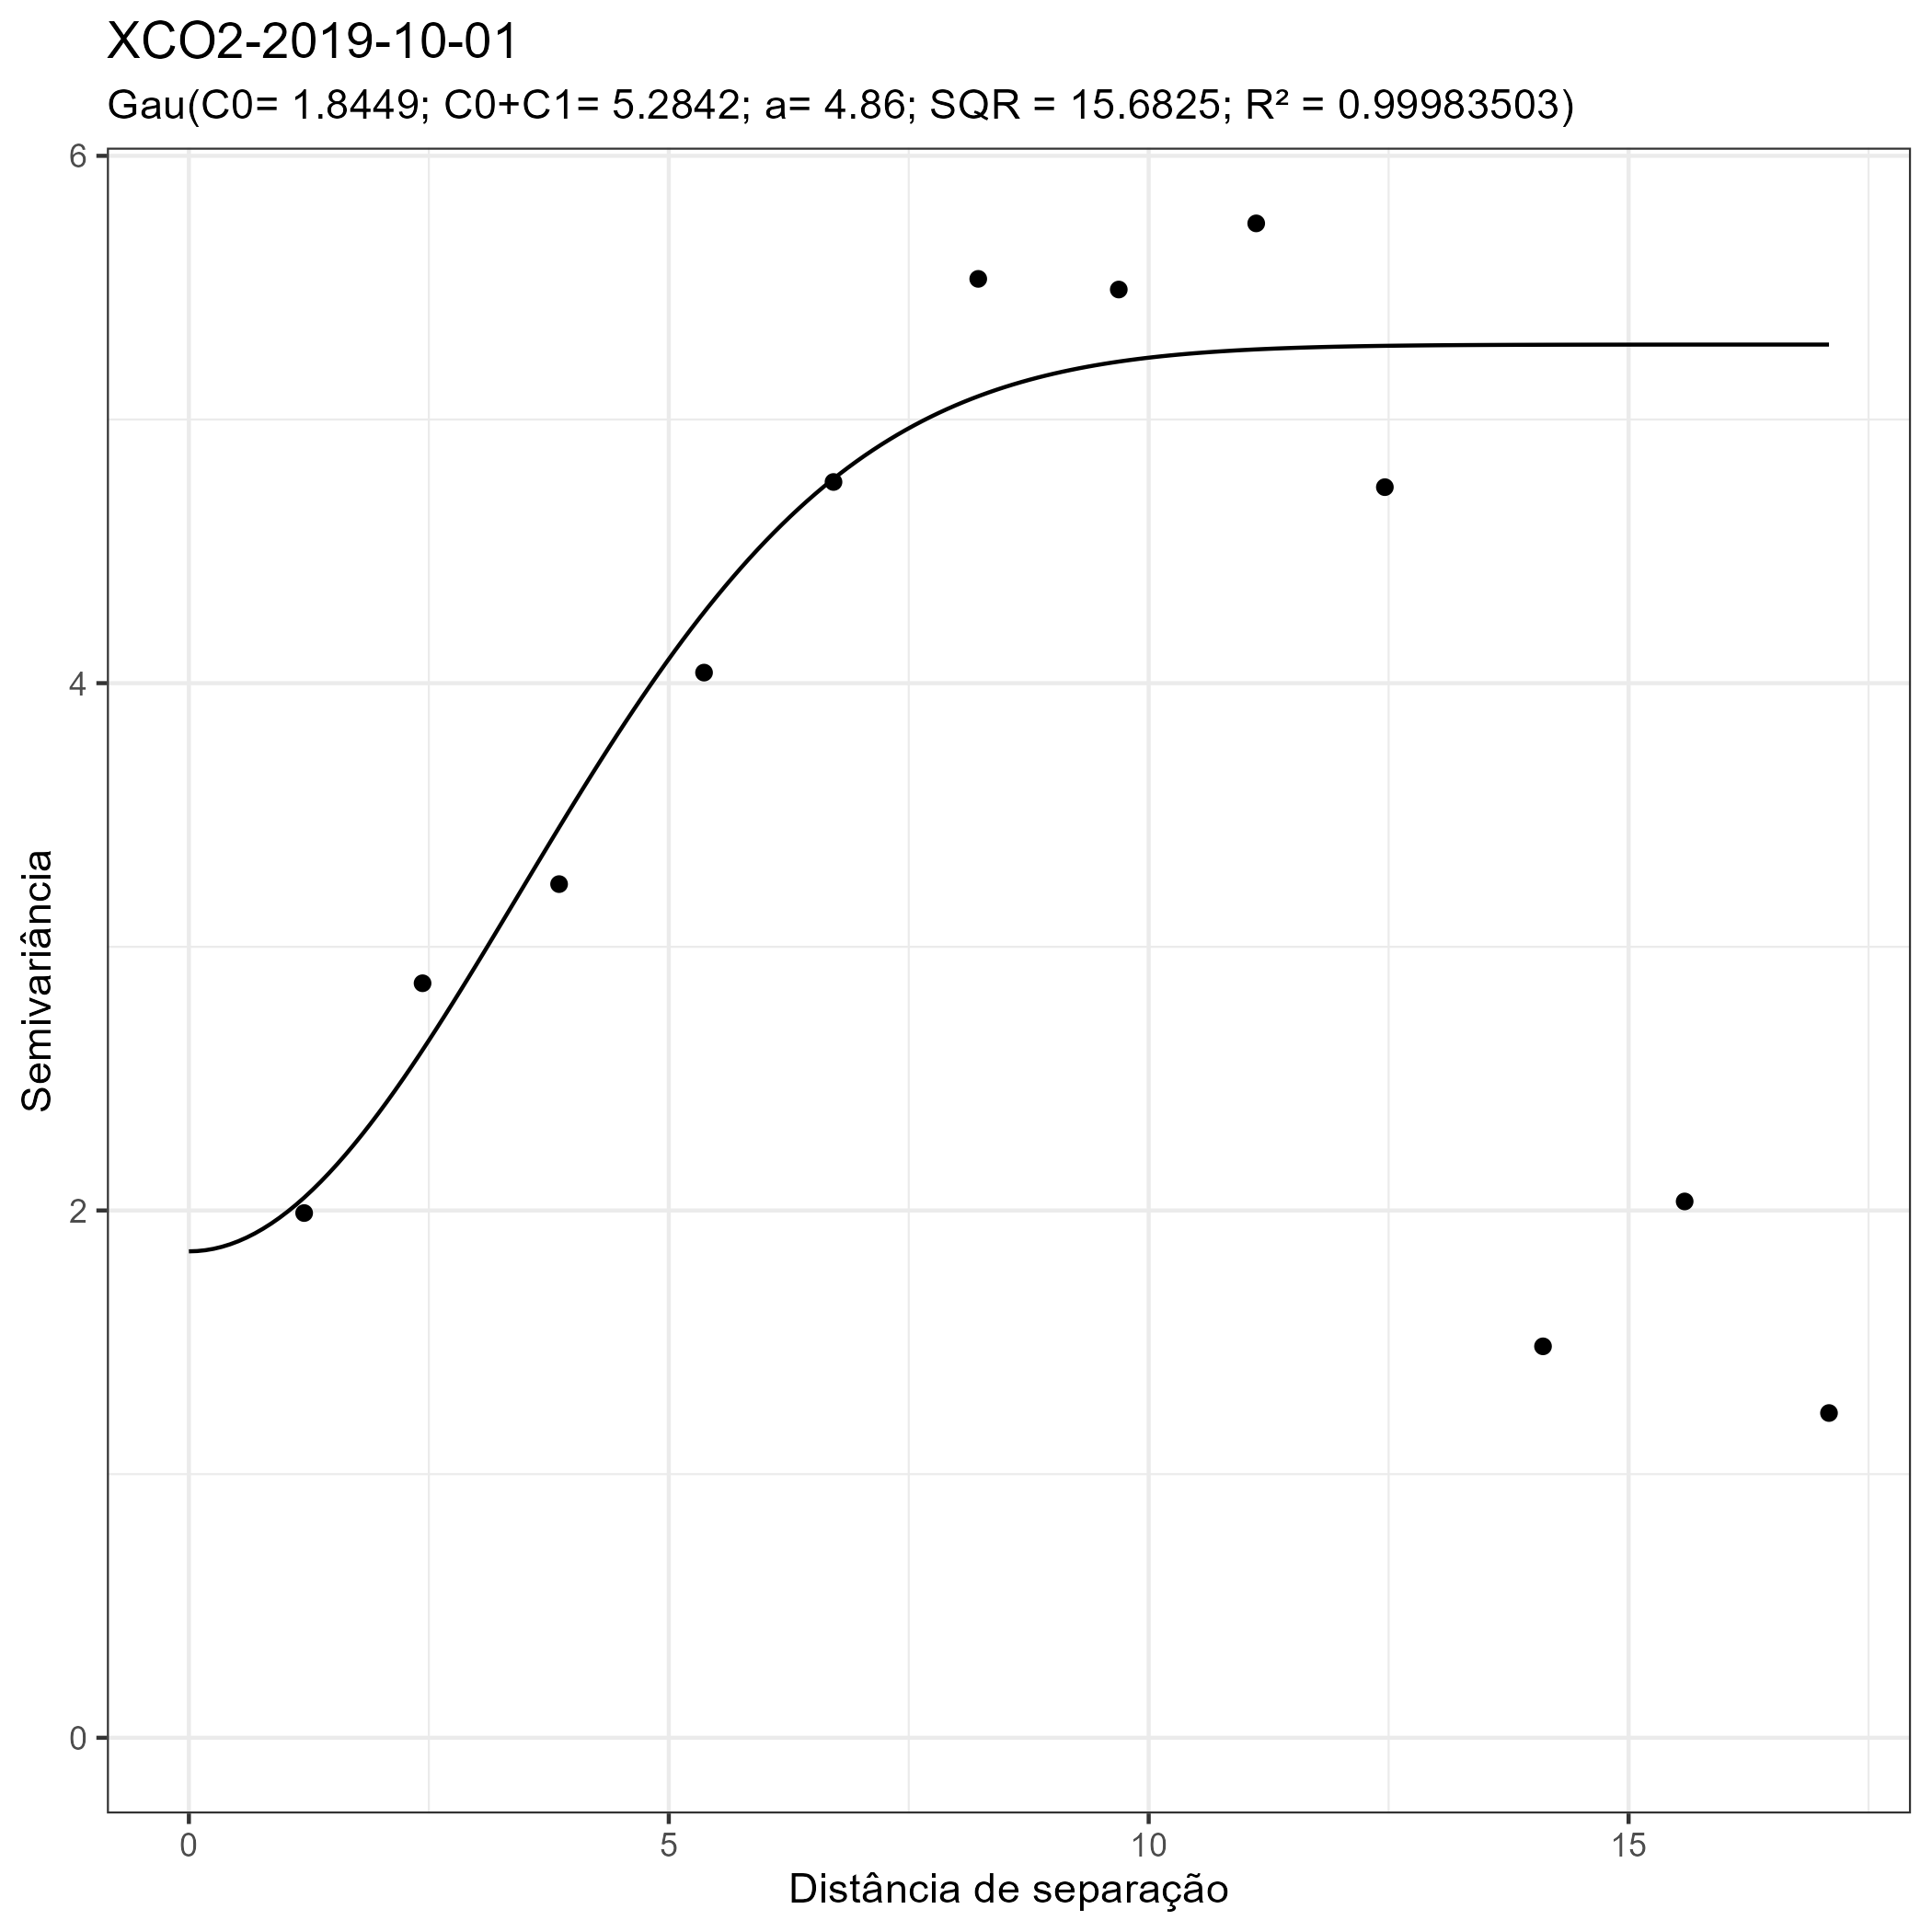 XCO2-2019-10-01
Gau(C0= 1.8449; C0+C1= 5.2842; a= 4.86; SQR = 15.6825; R² = 0.99983503)
6
4
2
0
Semivariância
0 5 10 15
Distância de separação